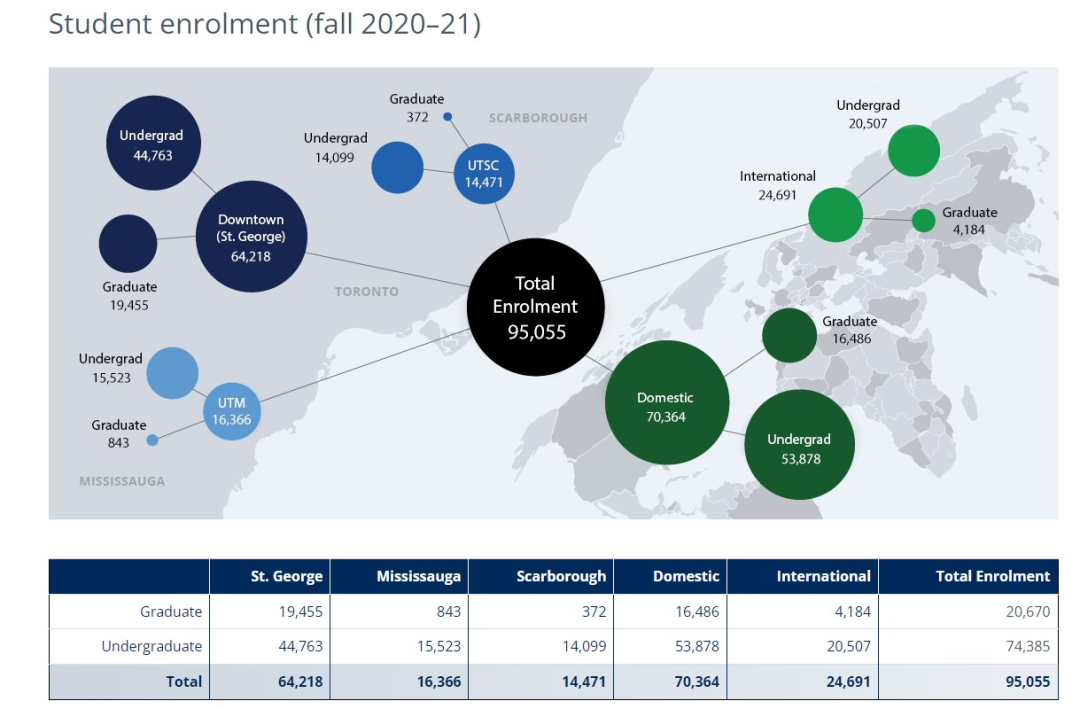 Student enrolment (fall 2020–21)
Graduate
372
SCARBOROUGH
Undergrad
44,763
Undergrad
14,099
UTSC
14,471
Undergrad
20,507
International
24,691
Graduate
4,184
Downtown
(St. George)
64,218
Graduate
19,455
TORONTO
Total
Enrolment
95,055
Graduate
16,486
Undergrad
15,523
UTM
16,366
Graduate
843
Domestic
70,364
Undergrad
53,878
MISSISSAUGA
St. George Mississauga Scarborough Domestic International Total Enrolment
Graduate 19,455 843 372 16,486 4,184 20,670
Undergraduate 44,763 15,523 14,099 53,878 20,507 74,385
Total 64,218 16,366 14,471 70,364 24,691 95,055